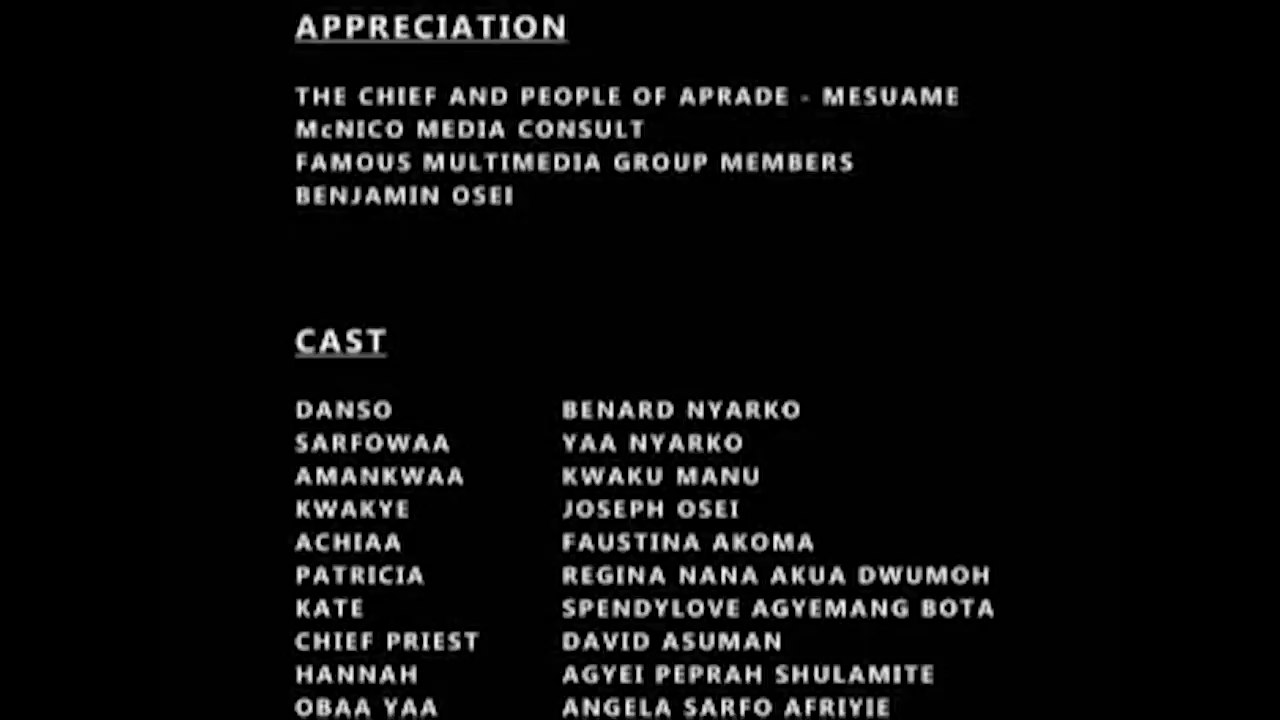 APPRECIATION
THE CHIEF AND PEOPLE OF APRADE - MESUAME
McNICO MEDIA CONSULT
FAMOUS MULTIMEDIA GROUP MEMBERS
BENJAMIN OSEI
CAST
DANSO BENARD NYARKO
SARFOWAA YAA NYARKO
AMANKWAA KWAKU MANU
KWAKYE JOSEPH OSEI
ACHIAA FAUSTINA AKOMA
PATRICIA REGINA NANA AKUA DWUMOH
KATE SPENDYLOVE AGYEMANG BOTA
CHIEF PRIEST DAVID ASUMAN
HANNAH AGYEI PEPRAH SHULAMITE
OBAA YAA ANGELA SARFO AFRIYIE